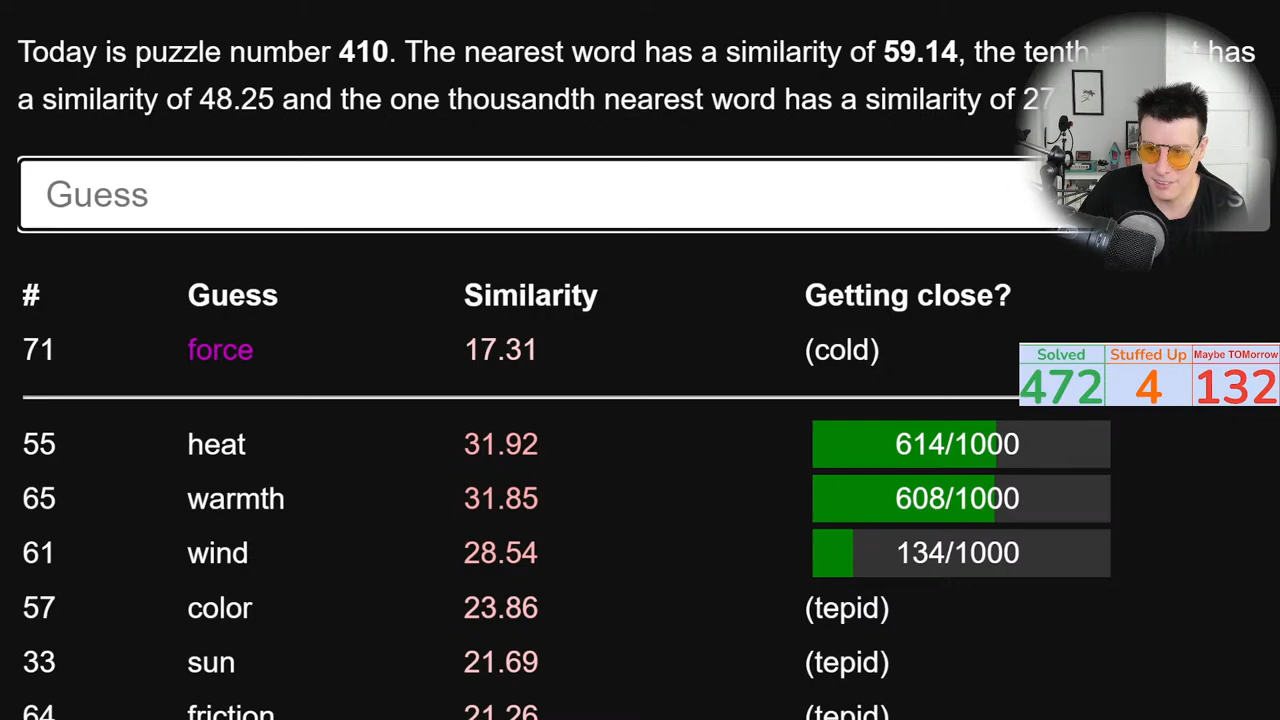 Today is puzzle number 410. The nearest word has a similarity of 59.14, the tenth has
a similarity of 48.25 and the one thousandth nearest word has a similarity of 27
Guess
# Guess Similarity Getting close?
71 force 17.31 (cold)
Solved Stuffed Up Maybe TOMorrow
472 4 132
55 heat 31.92 614/1000
65 warmth 31.85 608/1000
61 wind 28.54 134/1000
57 color 23.86 (tepid)
33 sun 21.69 (tepid)
64 friction 21.26 (tepid)